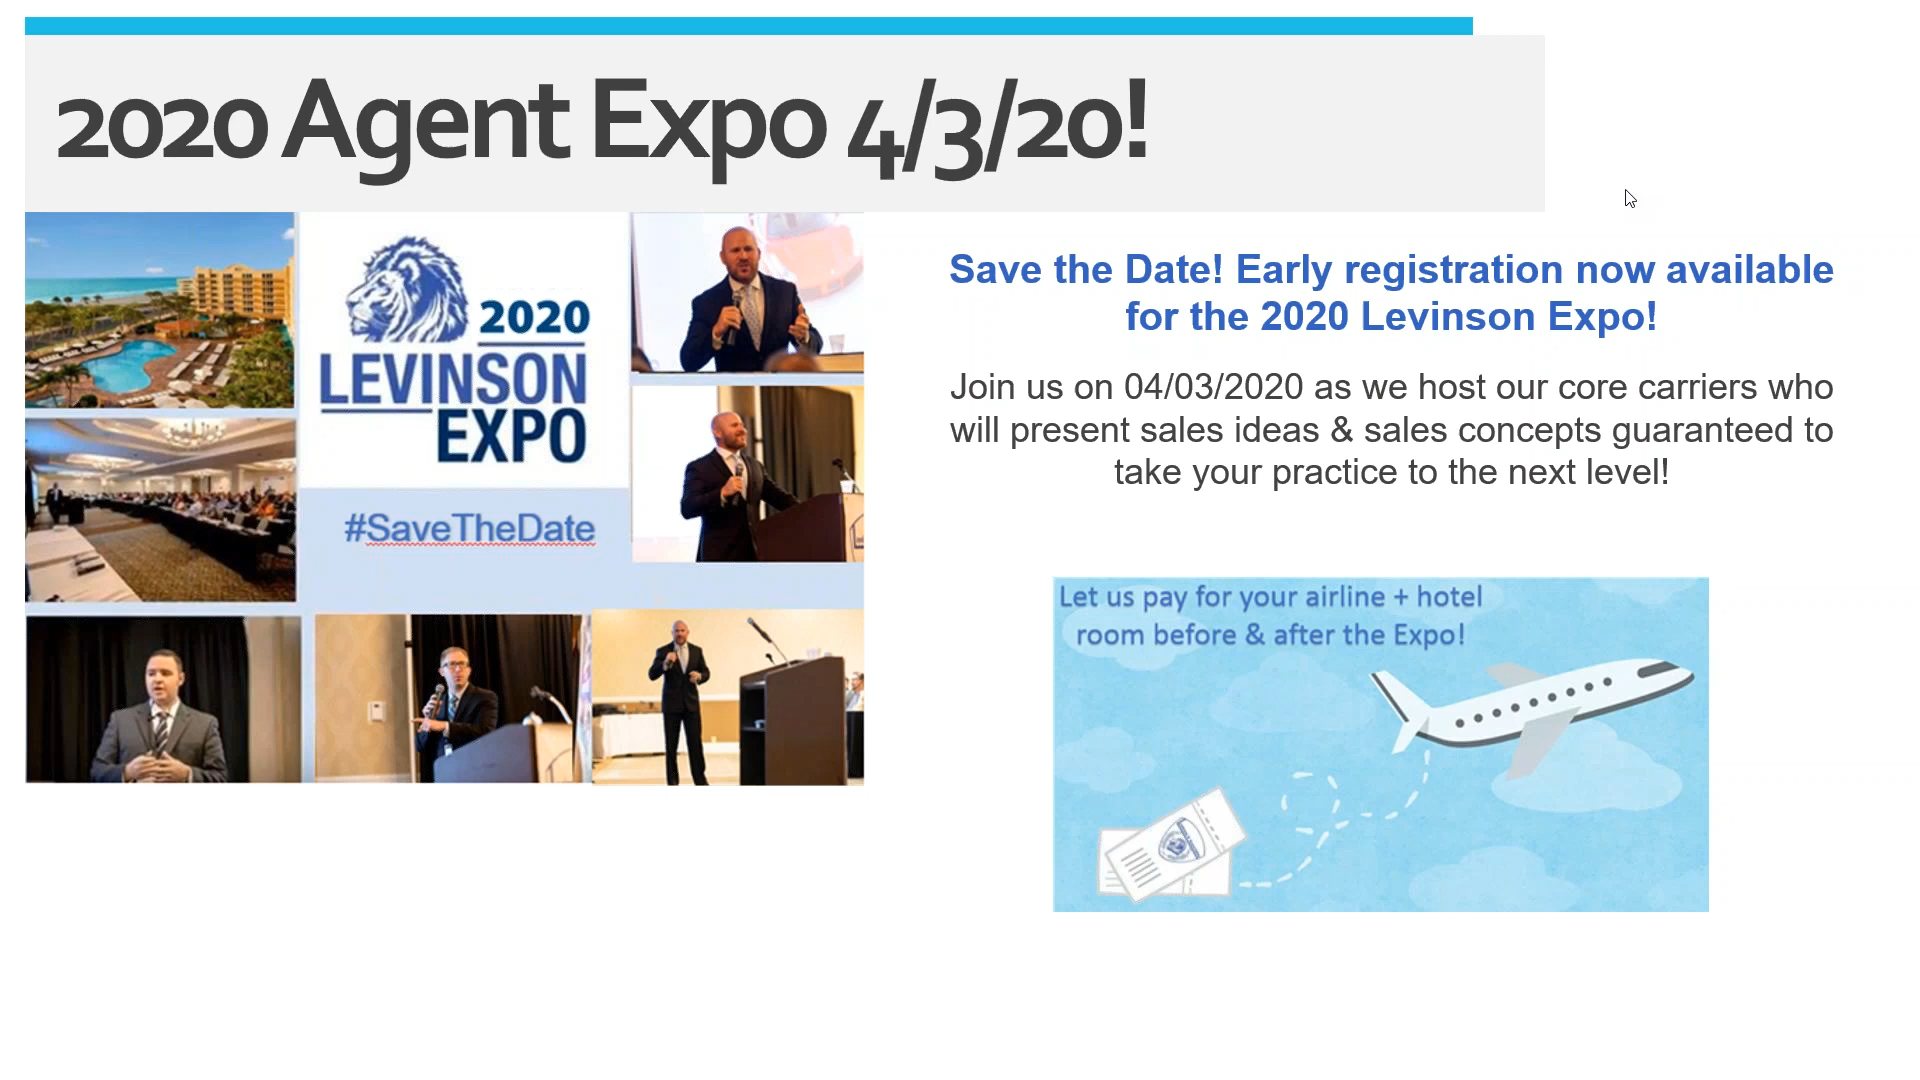 2020 Agent Expo 4/3/20!
2020
LEVINSON
EXPO
#SaveTheDate
Save the Date! Early registration now available
for the 2020 Levinson Expo!
Join us on 04/03/2020 as we host our core carriers who
will present sales ideas & sales concepts guaranteed to
take your practice to the next level!
Let us pay for your airline + hotel
room before & after the Expo!